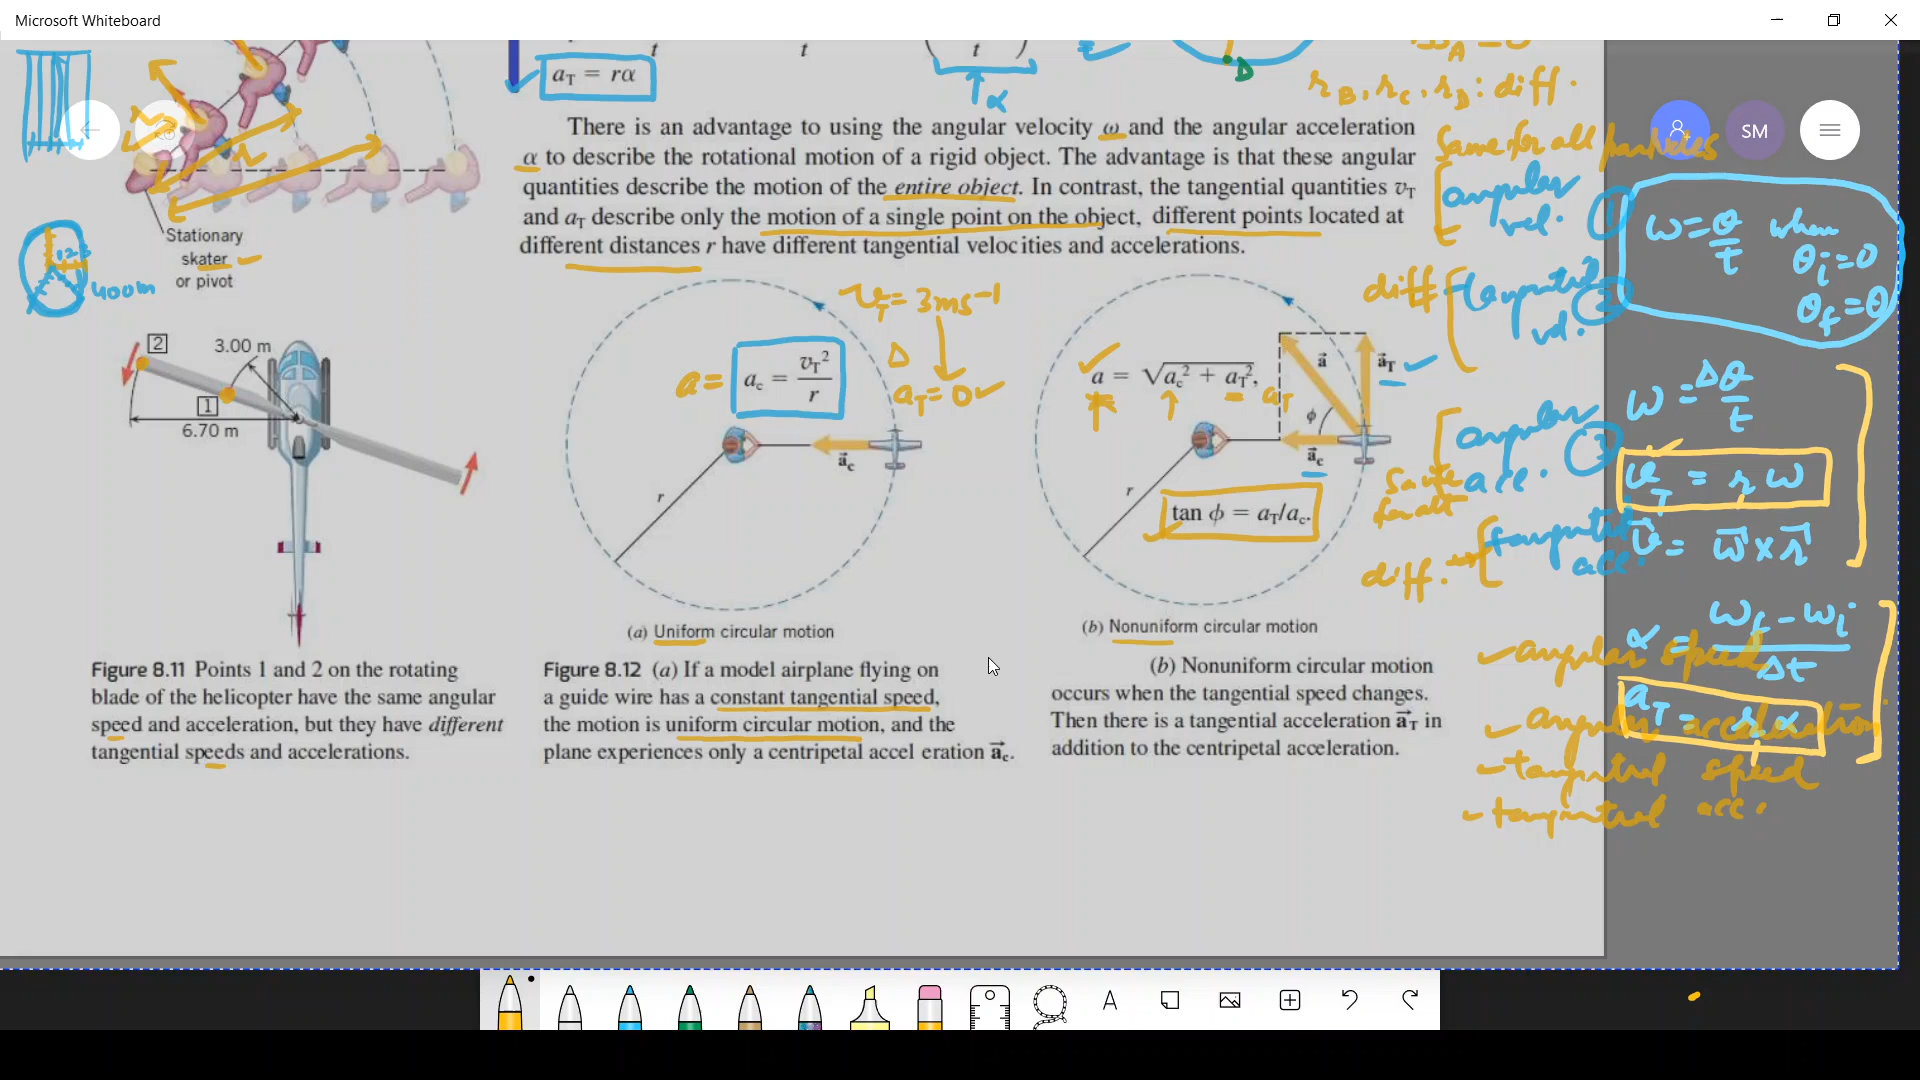 Microsoft Whiteboard
t
t
t
A = 0
aT = rα
α
D
rB, rC, rD : diff.
There is an advantage to using the angular velocity ω and the angular acceleration
α to describe the rotational motion of a rigid object. The advantage is that these angular
quantities describe the motion of the entire object. In contrast, the tangential quantities vT
and aT describe only the motion of a single point on the object, different points located at
different distances r have different tangential velocities and accelerations.
SM
Same for all particles
angular
vel.
1
ω = θ/t when
θi = 0
θf = θ
r
Stationary
skater
or pivot
400m
diff
tangential
vel.
2
vT = 3ms⁻¹
Δ
aT = 0
a =
ac = vT²/r
r
ac
(a) Uniform circular motion
a = √ac² + aT²,
aT
a
aT
ϕ
ac
r
tan ϕ = aT/ac.
(b) Nonuniform circular motion
2
3.00 m
1
6.70 m
angular
acc.
3
Same
for all
diff.
tangential
acc.
ω = Δθ/t
vT = rω
v = ω × r
α = ωf − ωi/Δt
aT = rα
angular speed
angular acceleration
tangential speed
tangential acc.
Figure 8.11 Points 1 and 2 on the rotating
blade of the helicopter have the same angular
speed and acceleration, but they have different
tangential speeds and accelerations.
Figure 8.12 (a) If a model airplane flying on
a guide wire has a constant tangential speed,
the motion is uniform circular motion, and the
plane experiences only a centripetal accel eration ac.
(b) Nonuniform circular motion
occurs when the tangential speed changes.
Then there is a tangential acceleration aT in
addition to the centripetal acceleration.
A